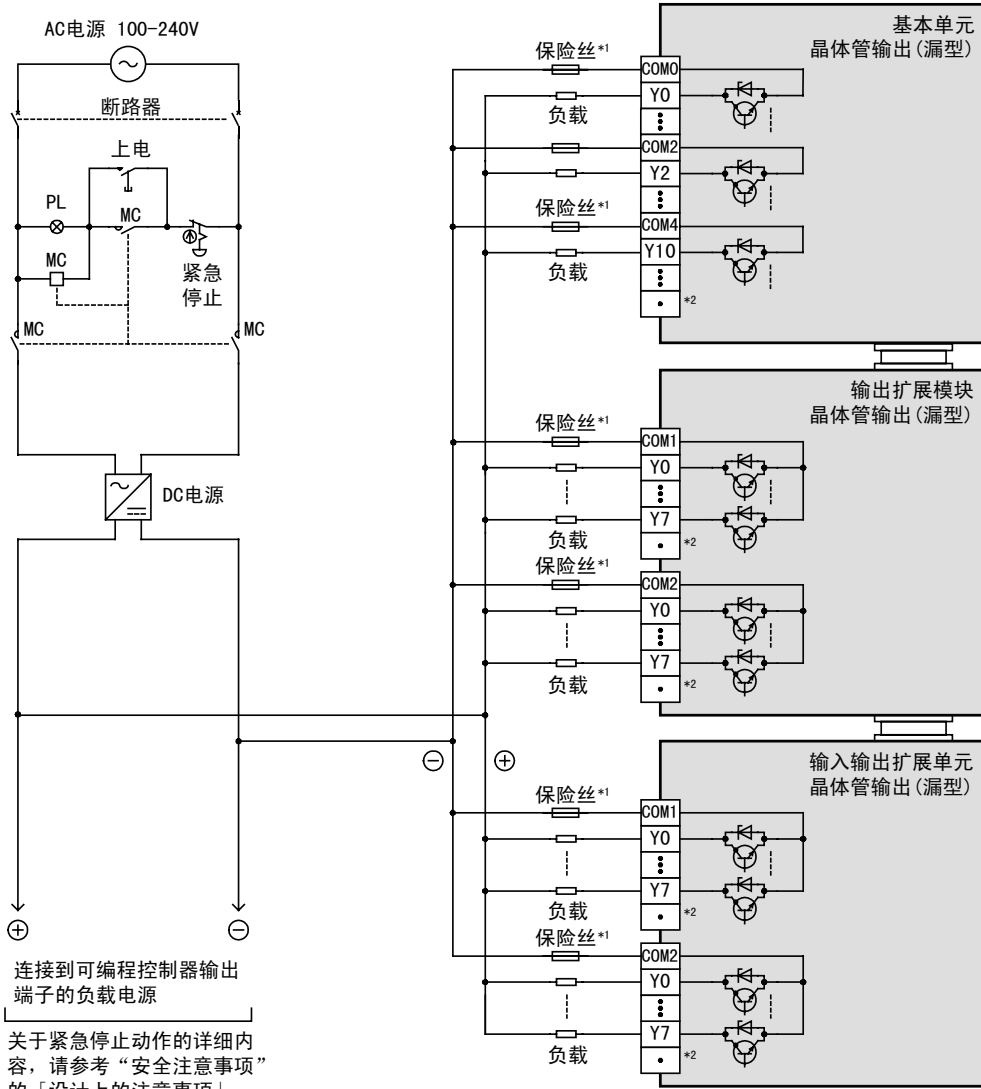 AC电源 100-240V
断路器
上电
PL
MC
MC
紧急
停止
MC
MC
DC电源
⊕
⊖
连接到可编程控制器输出
端子的负载电源
关于紧急停止动作的详细内
容，请参考“安全注意事项”
基本单元
晶体管输出(漏型)
保险丝*1
COM0
Y0
负载
COM2
Y2
保险丝*1
COM4
Y10
负载
*2
输出扩展模块
晶体管输出(漏型)
保险丝*1
COM1
Y0
Y7
负载
*2
保险丝*1
COM2
Y0
Y7
负载
*2
⊖
⊕
输入输出扩展单元
晶体管输出(漏型)
保险丝*1
COM1
Y0
Y7
负载
*2
保险丝*1
COM2
Y0
Y7
负载
*2